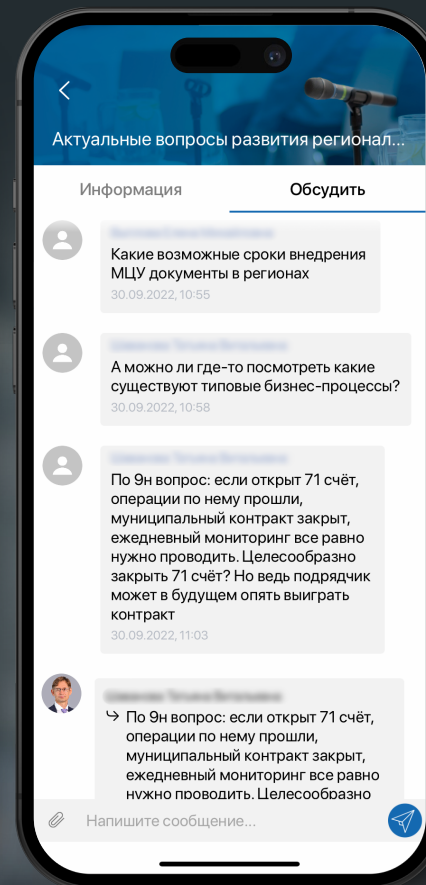 Актуальные вопросы развития регионал...
Информация
Обсудить
Какие возможные сроки внедрения
МЦУ документы в регионах
30.09.2022, 10:55
А можно ли где-то посмотреть какие
существуют типовые бизнес-процессы?
30.09.2022, 10:58
По 9н вопрос: если открыт 71 счёт,
операции по нему прошли,
муниципальный контракт закрыт,
ежедневный мониторинг все равно
нужно проводить. Целесообразно
закрыть 71 счёт? Но ведь подрядчик
может в будущем опять выиграть
контракт
30.09.2022, 11:03
По 9н вопрос: если открыт 71 счёт,
операции по нему прошли,
муниципальный контракт закрыт,
ежедневный мониторинг все равно
нужно проводить. Целесообразно
Напишите сообщение...